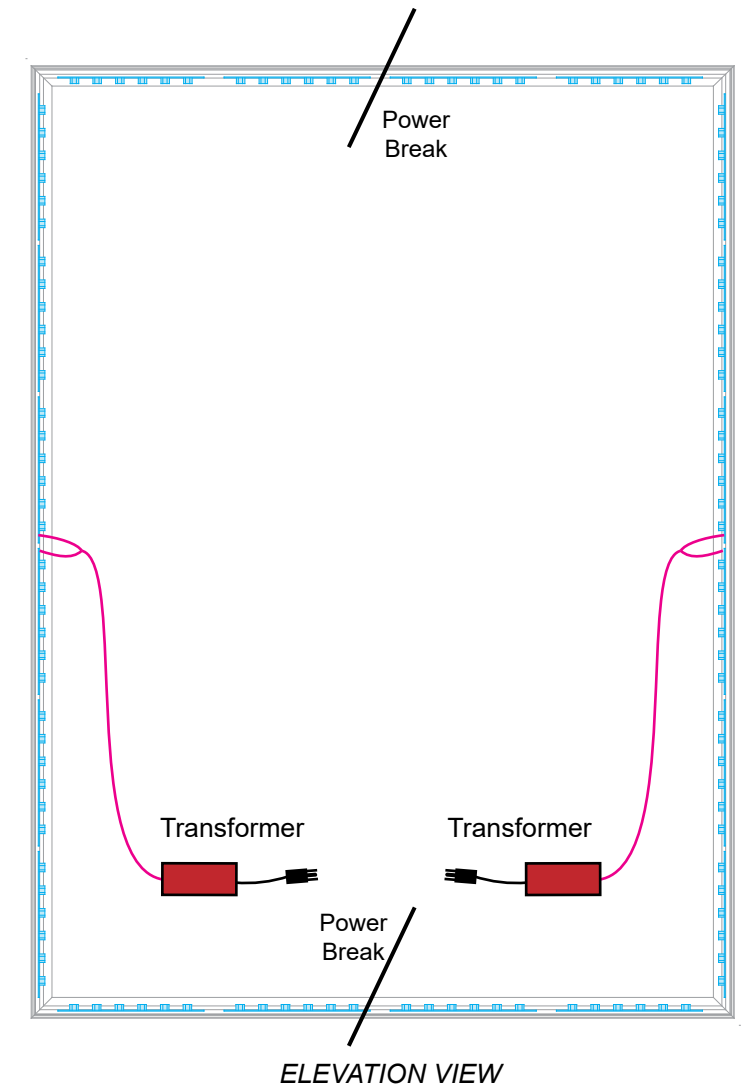 Power
Break
Transformer
Transformer
Power
Break
ELEVATION VIEW